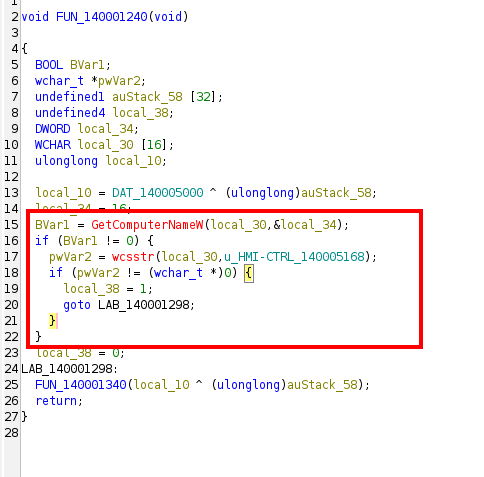 1
2 void FUN_140001240(void)
3
4 {
5 BOOL BVar1;
6 wchar_t *pwVar2;
7 undefined1 auStack_58 [32];
8 undefined4 local_38;
9 DWORD local_34;
10 WCHAR local_30 [16];
11 ulonglong local_10;
12
13 local_10 = DAT_140005000 ^ (ulonglong)auStack_58;
14 local_34 = 16;
15 BVar1 = GetComputerNameW(local_30,&local_34);
16 if (BVar1 != 0) {
17 pwVar2 = wcsstr(local_30,u_HMI-CTRL_140005168);
18 if (pwVar2 != (wchar_t *)0) {
19 local_38 = 1;
20 goto LAB_140001298;
21 }
22 }
23 local_38 = 0;
24 LAB_140001298:
25 FUN_140001340(local_10 ^ (ulonglong)auStack_58);
26 return;
27 }
28